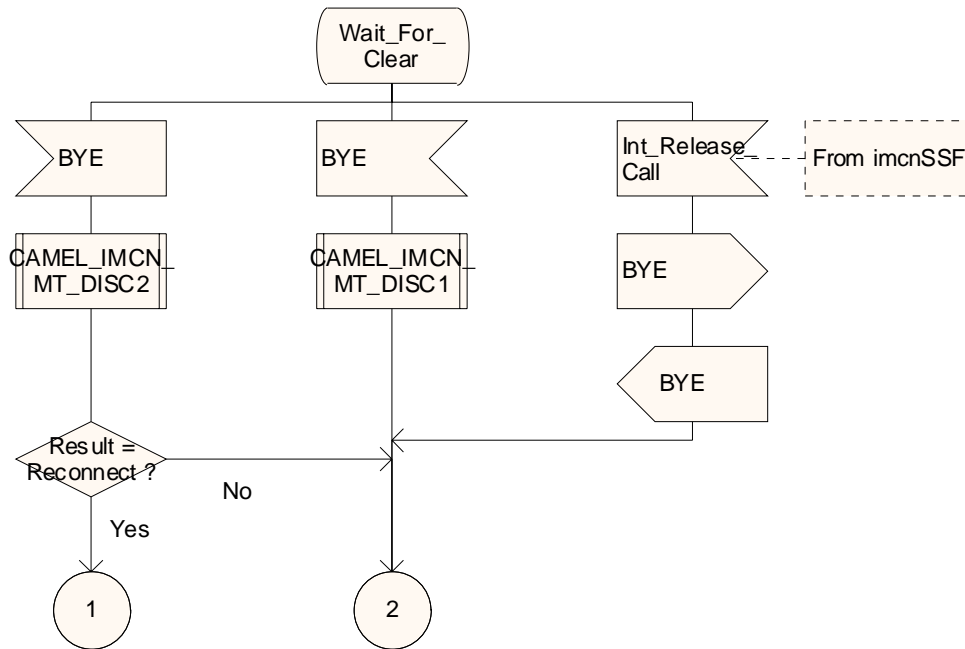 Wait_For_
Clear
BYE
BYE
Int_Release_
Call
From imcnSSF
CAMEL_IMCN_
MT_DISC2
CAMEL_IMCN_
MT_DISC1
BYE
BYE
Result =
Reconnect ?
No
Yes
1
2